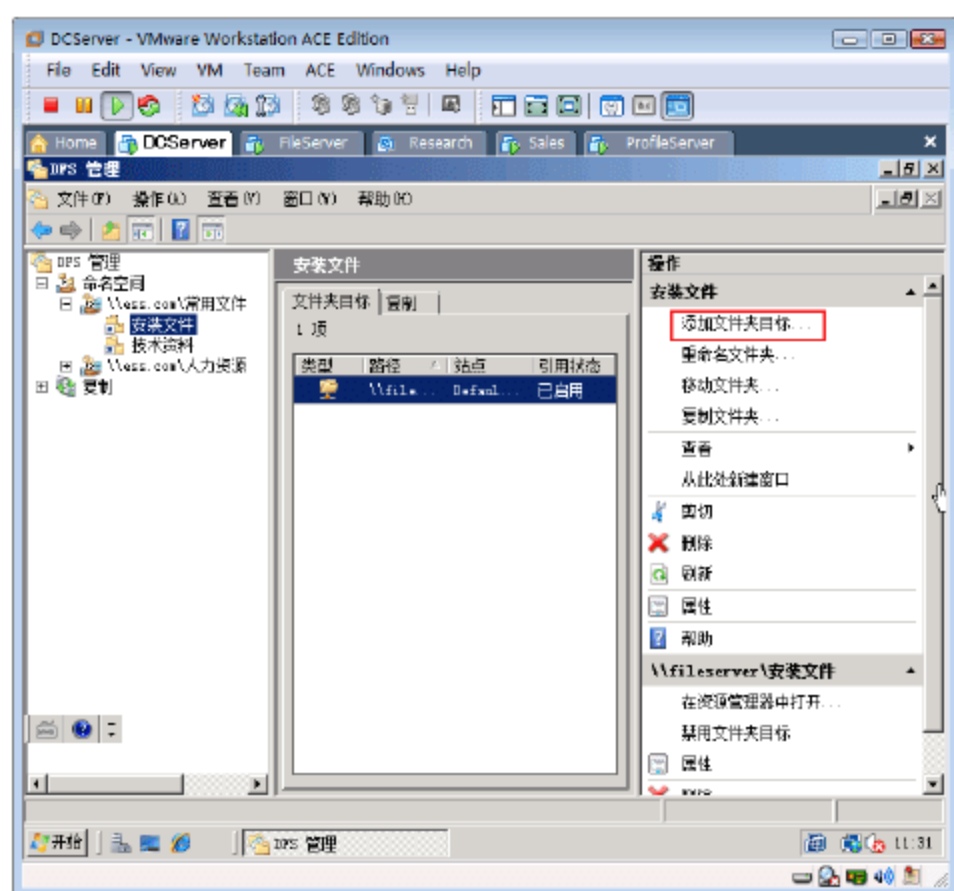 DCServer - VMware Workstation ACE Edition
File Edit View VM Team ACE Windows Help
Home DCServer FileServer Research Sales ProfileServer
DFS 管理
文件(F) 操作(A) 查看(V) 窗口(W) 帮助(H)
DFS 管理
命名空间
\\ess.com\常用文件
安装文件
技术资料
\\ess.com\人力资源
复制
安装文件
文件夹目标 复制
1 项
类型 路径 站点 引用状态
\\file... Defaul... 已启用
操作
安装文件
添加文件夹目标...
重命名文件夹...
移动文件夹...
复制文件夹...
查看
从此处新建窗口
剪切
删除
刷新
属性
帮助
\\fileserver\安装文件
在资源管理器中打开...
禁用文件夹目标
属性
开始 DFS 管理 11:31